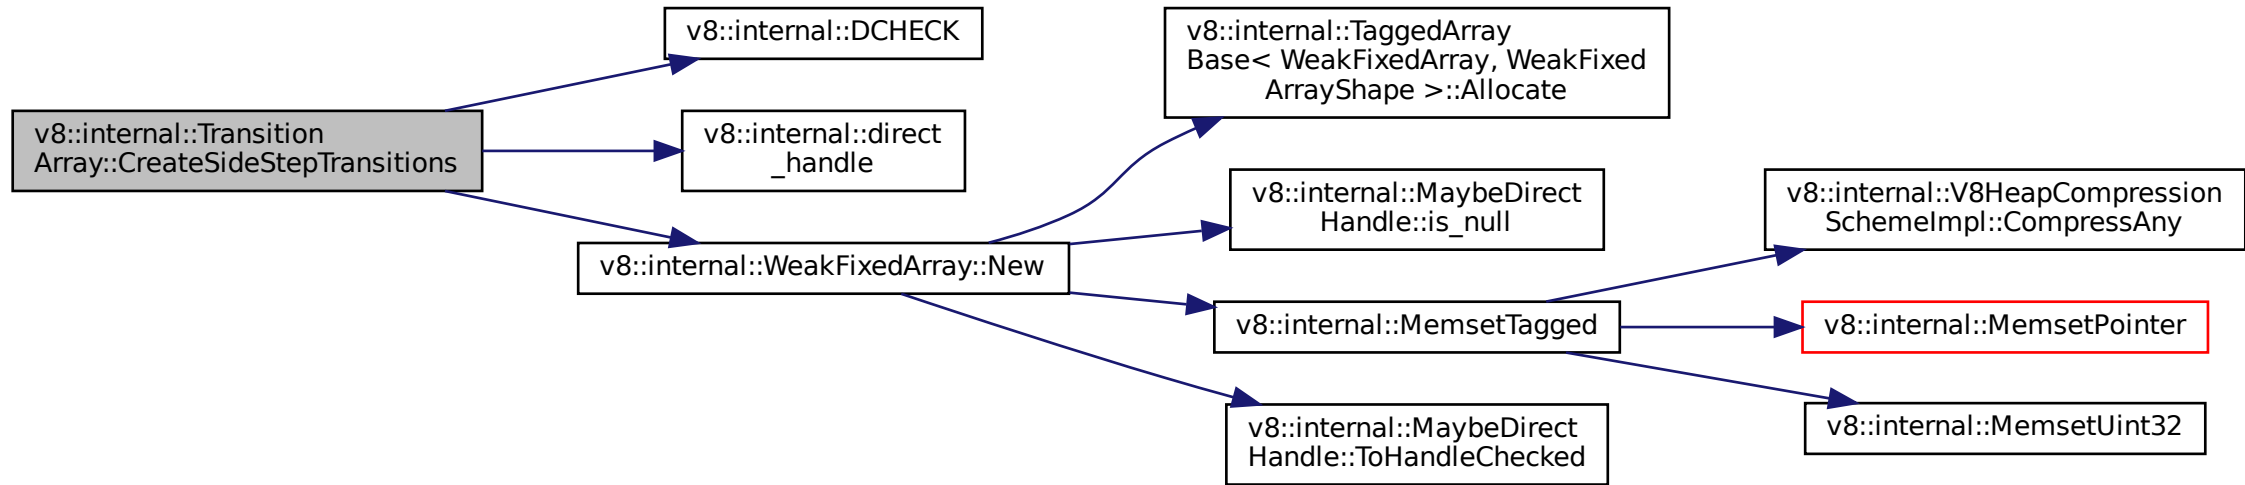 v8::internal::Transition
Array::CreateSideStepTransitions
v8::internal::DCHECK
v8::internal::direct
_handle
v8::internal::WeakFixedArray::New
v8::internal::TaggedArray
Base< WeakFixedArray, WeakFixed
ArrayShape >::Allocate
v8::internal::MaybeDirect
Handle::is_null
v8::internal::MemsetTagged
v8::internal::MaybeDirect
Handle::ToHandleChecked
v8::internal::V8HeapCompression
SchemeImpl::CompressAny
v8::internal::MemsetPointer
v8::internal::MemsetUint32